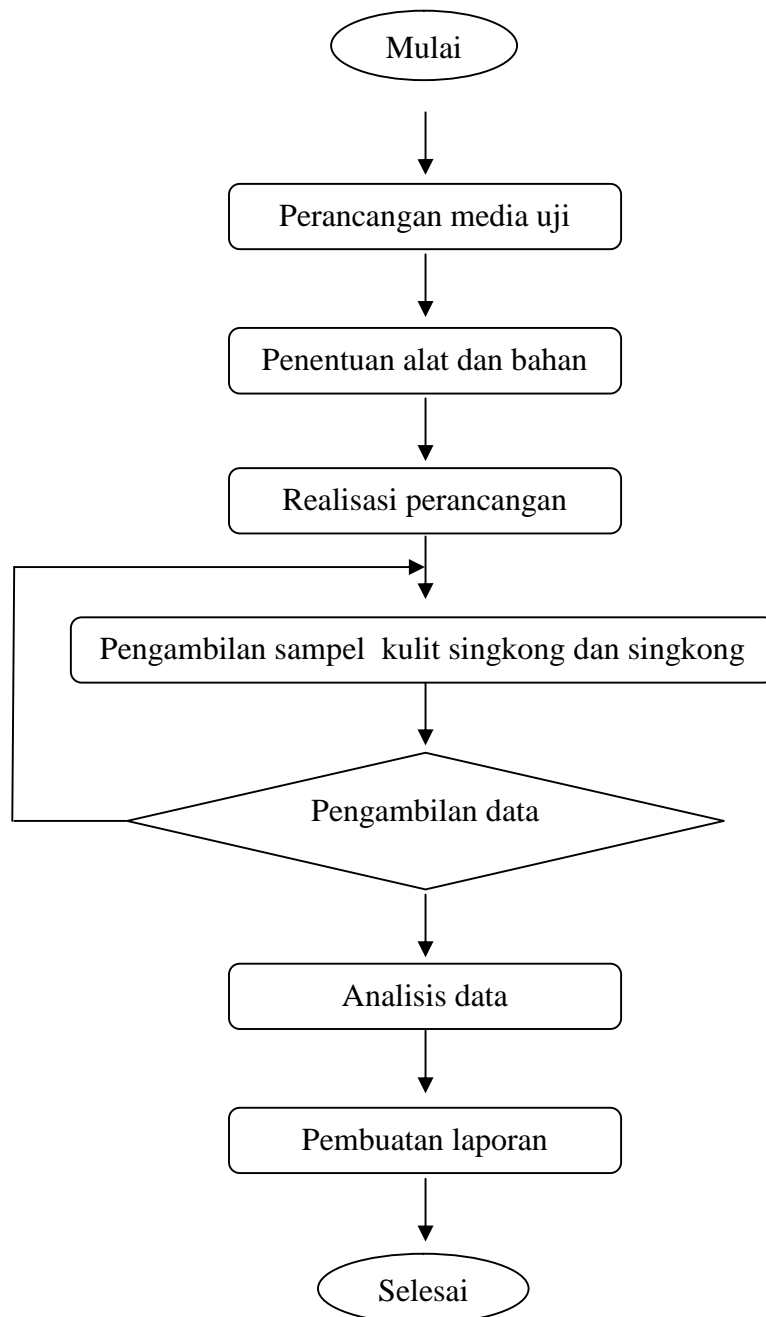 Mulai
Perancangan media uji
Penentuan alat dan bahan
Realisasi perancangan
Pengambilan sampel  kulit singkong dan singkong
Pengambilan data
Analisis data
Pembuatan laporan
Selesai